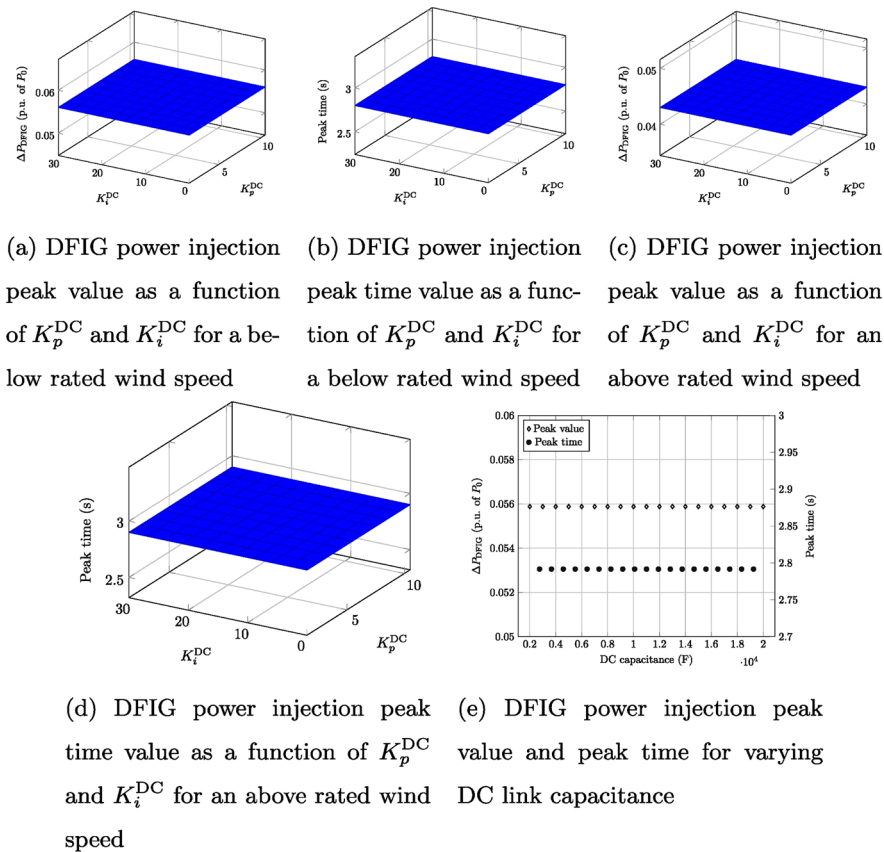 0.06
0.05
ΔP_DFIG (p.u. of P_0)
30
20
10
0
K_i^DC
5
10
K_p^DC
3
2.5
Peak time (s)
30
20
10
0
K_i^DC
5
10
K_p^DC
0.05
0.04
ΔP_DFIG (p.u. of P_0)
30
20
10
0
K_i^DC
5
10
K_p^DC
(a) DFIG power injection
peak value as a function
of K_p^DC and K_i^DC for a be-
low rated wind speed
(b) DFIG power injection
peak time value as a func-
tion of K_p^DC and K_i^DC for
a below rated wind speed
(c) DFIG power injection
peak value as a function
of K_p^DC and K_i^DC for an
above rated wind speed
3
2.5
Peak time (s)
30
20
10
0
K_i^DC
5
10
K_p^DC
Peak value
Peak time
0.06
0.058
0.056
0.054
0.052
0.05
ΔP_DFIG (p.u. of P_0)
3
2.95
2.9
2.85
2.8
2.75
2.7
Peak time (s)
0.2 0.4 0.6 0.8 1 1.2 1.4 1.6 1.8 2
DC capacitance (F)
·10^4
(d) DFIG power injection peak
time value as a function of K_p^DC
and K_i^DC for an above rated wind
speed
(e) DFIG power injection peak
value and peak time for varying
DC link capacitance